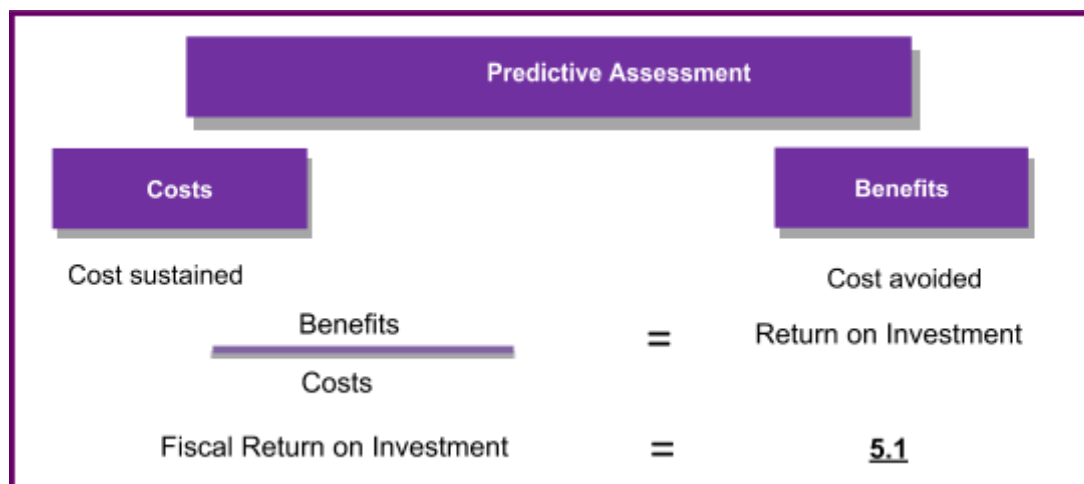 Predictive Assessment
Costs
Benefits
Cost sustained
Cost avoided
Benefits
=
Return on Investment
Costs
Fiscal Return on Investment
=
5.1